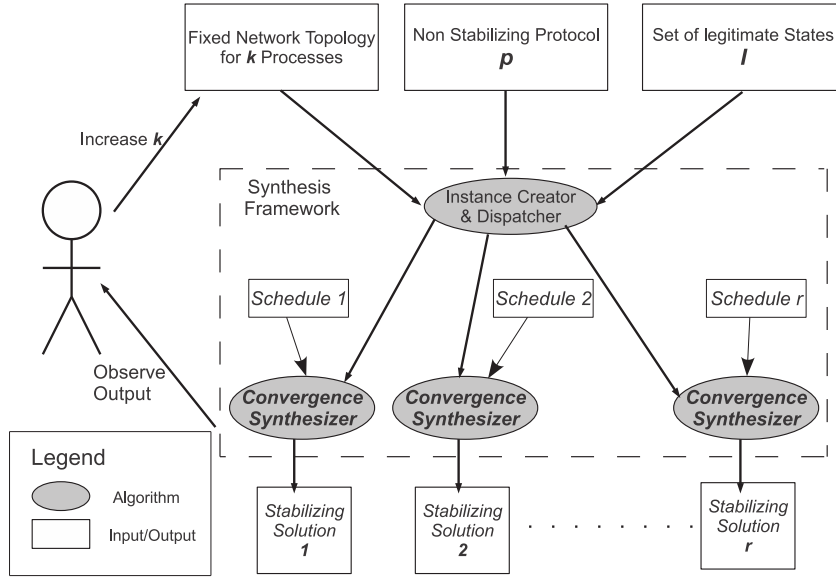 Fixed Network Topology
for k Processes
Non Stabilizing Protocol
p
Set of legitimate States
I
Increase k
Synthesis
Framework
Instance Creator
& Dispatcher
Schedule 1
Schedule 2
Schedule r
Observe
Output
Convergence
Synthesizer
Convergence
Synthesizer
Convergence
Synthesizer
Legend
Algorithm
Input/Output
Stabilizing
Solution
1
Stabilizing
Solution
2
. . . . . . . . . .
Stabilizing
Solution
r